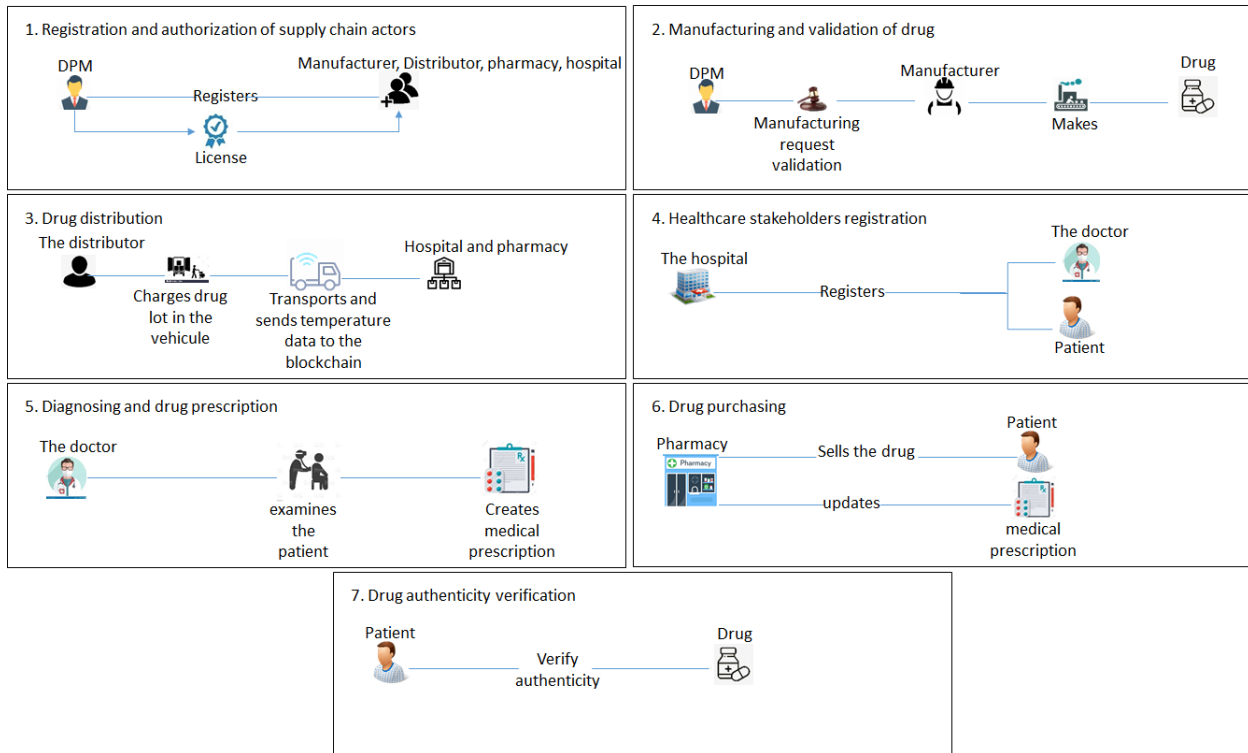 1. Registration and authorization of supply chain actors
DPM
Manufacturer, Distributor, pharmacy, hospital
Registers
License
2. Manufacturing and validation of drug
DPM
Manufacturer
Drug
Manufacturing
request
validation
Makes
3. Drug distribution
The distributor
Hospital and pharmacy
Charges drug
lot in the
vehicule
Transports and
sends temperature
data to the
blockchain
4. Healthcare stakeholders registration
The doctor
The hospital
Registers
Patient
5. Diagnosing and drug prescription
The doctor
examines
the
patient
Rx
Creates
medical
prescription
6. Drug purchasing
Patient
Pharmacy
Sells the drug
Pharmacy
updates
Rx
medical
prescription
7. Drug authenticity verification
Patient
Drug
Verify
authenticity